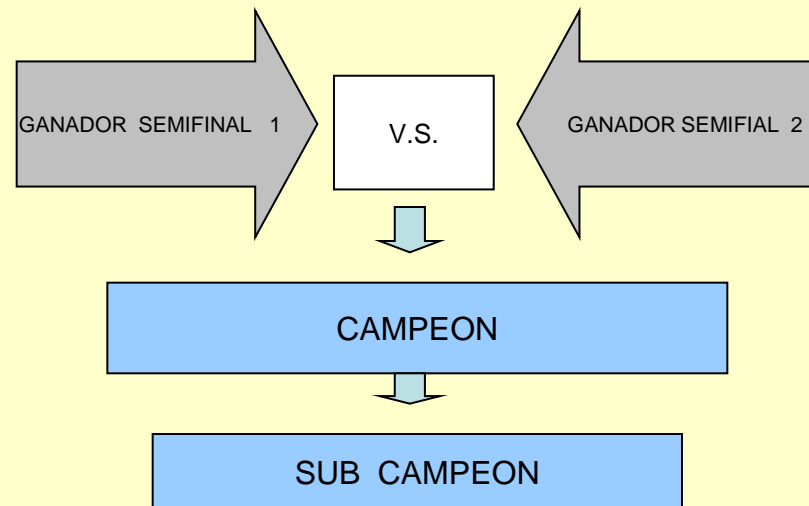 GANADOR SEMIFINAL 1
V.S.
GANADOR SEMIFIAL 2
CAMPEON
SUB CAMPEON